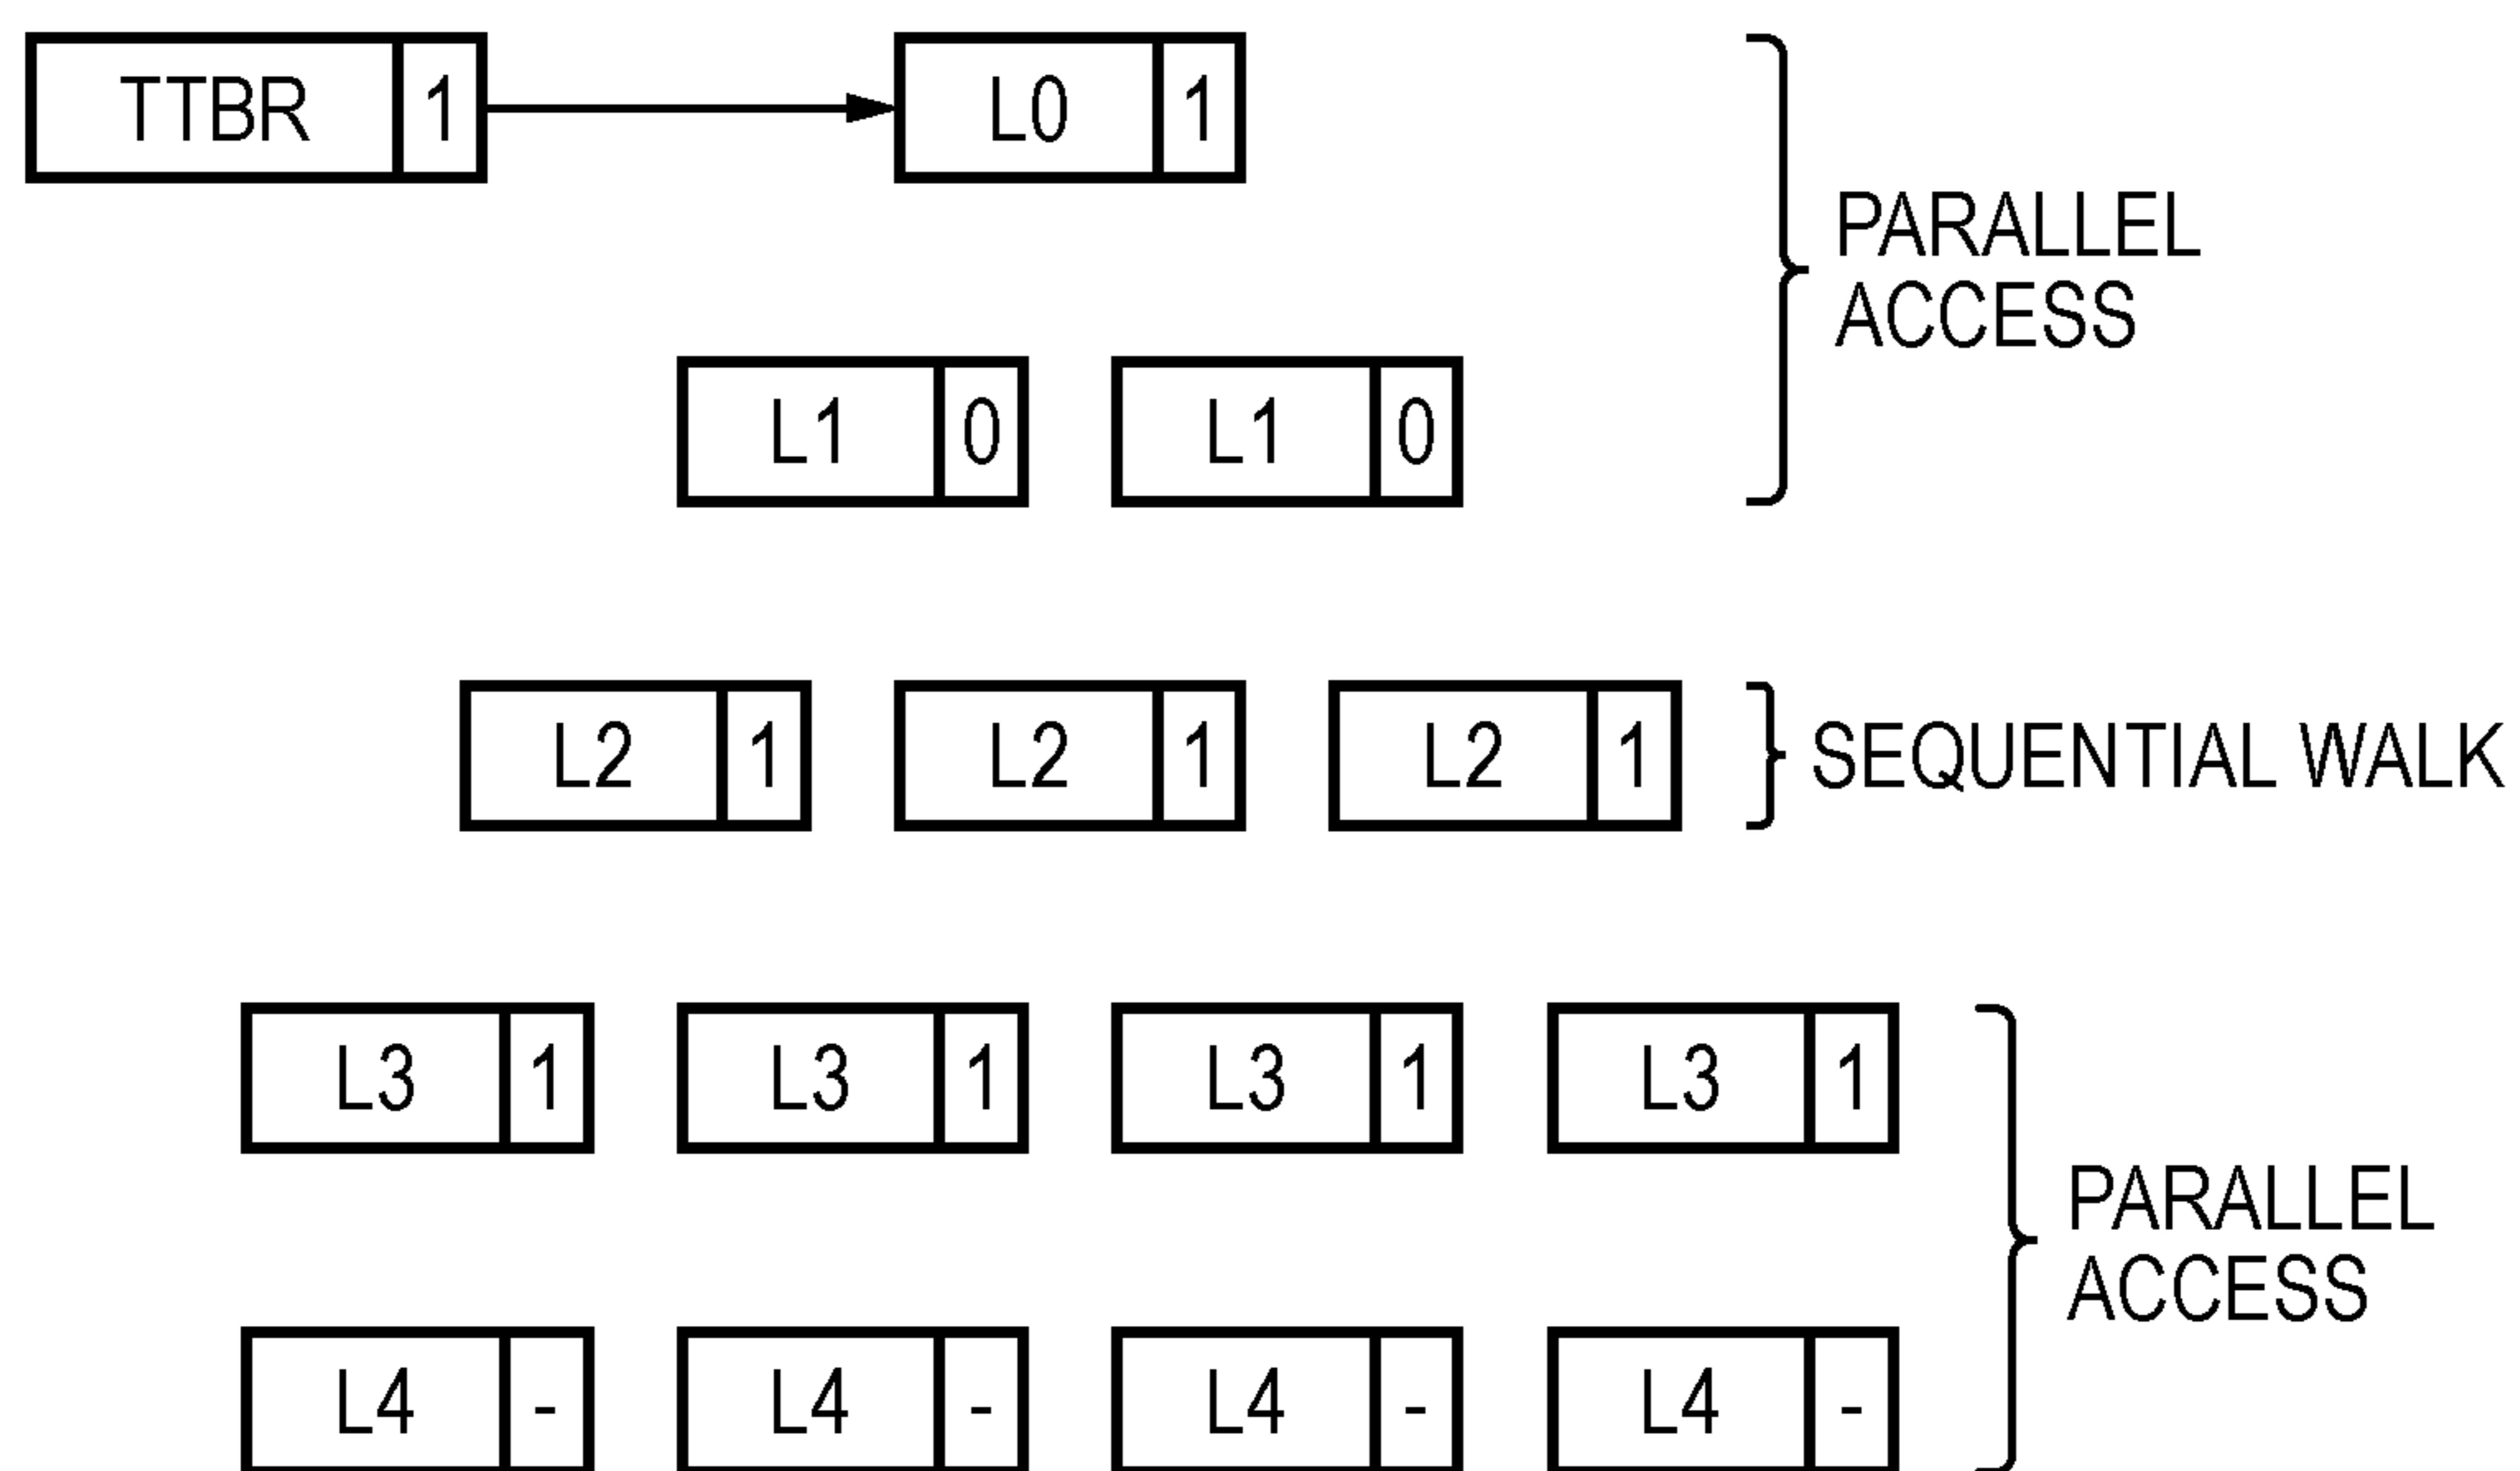 TTBR 1 L0 1
PARALLEL
ACCESS
L1 0 L1 0
L2 1 L2 1 L2 1 SEQUENTIAL WALK
L3 1 L3 1 L3 1 L3 1
PARALLEL
ACCESS
L4 - L4 - L4 - L4 -